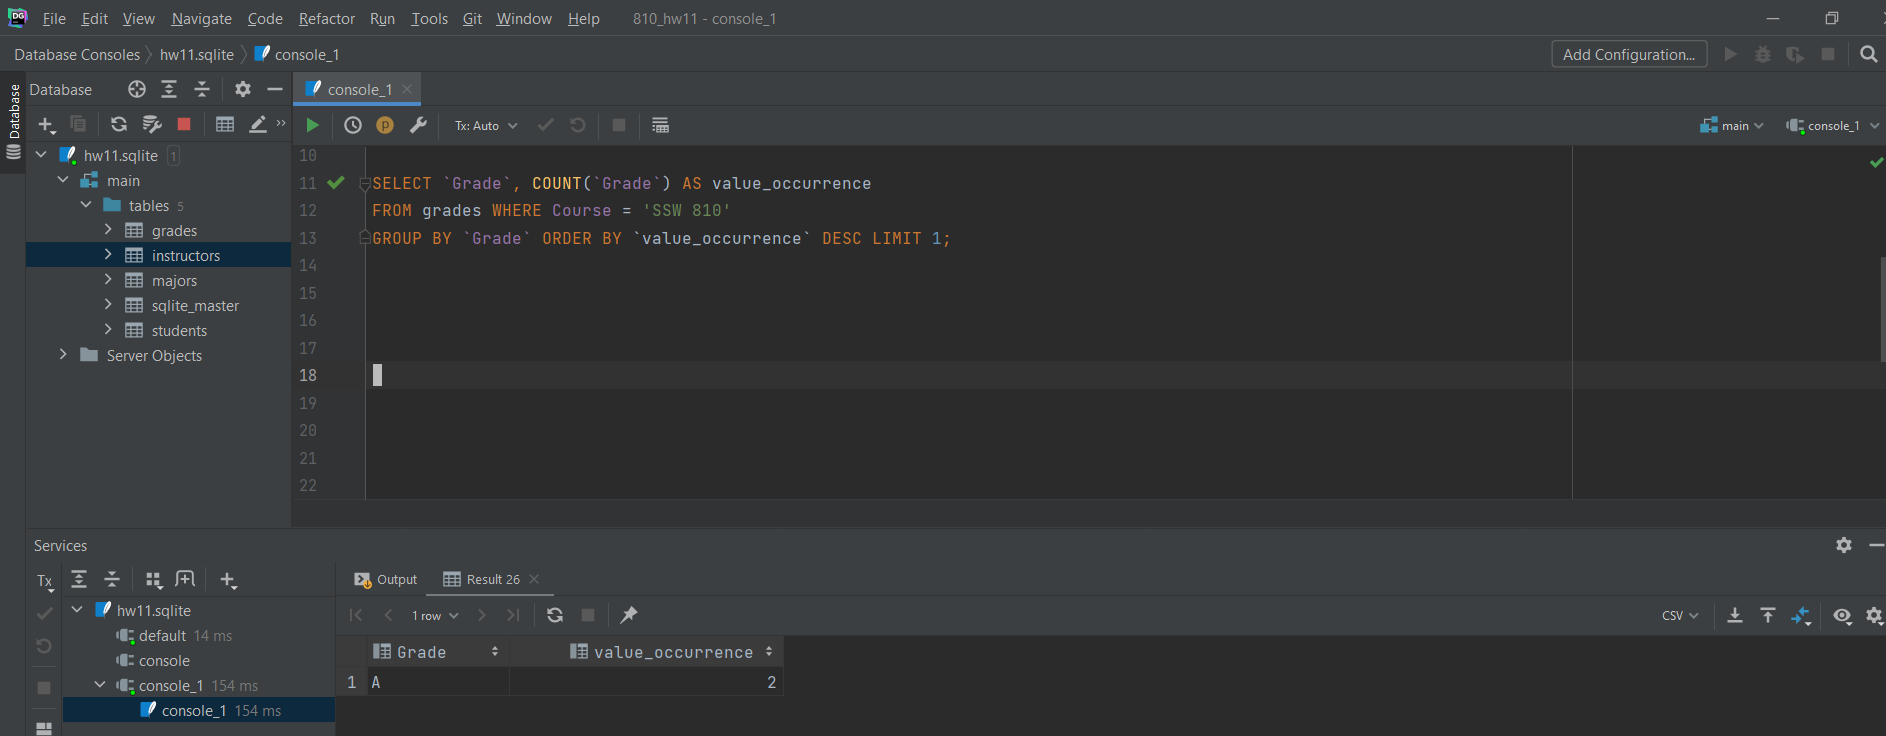 DG File Edit View Navigate Code Refactor Run Tools Git Window Help 810_hw11 - console_1
Database Consoles hw11.sqlite console_1 Add Configuration...
Database
Database console_1
p Tx: Auto main console_1
hw11.sqlite 1
main
tables 5
grades
instructors
majors
sqlite_master
students
Server Objects
10
11 SELECT `Grade`, COUNT(`Grade`) AS value_occurrence
12 FROM grades WHERE Course = 'SSW 810'
13 GROUP BY `Grade` ORDER BY `value_occurrence` DESC LIMIT 1;
14
15
16
17
18
19
20
21
22
Services
Tx
hw11.sqlite
default 14 ms
console
console_1 154 ms
console_1 154 ms
Output Result 26
1 row CSV
Grade value_occurrence
1 A 2